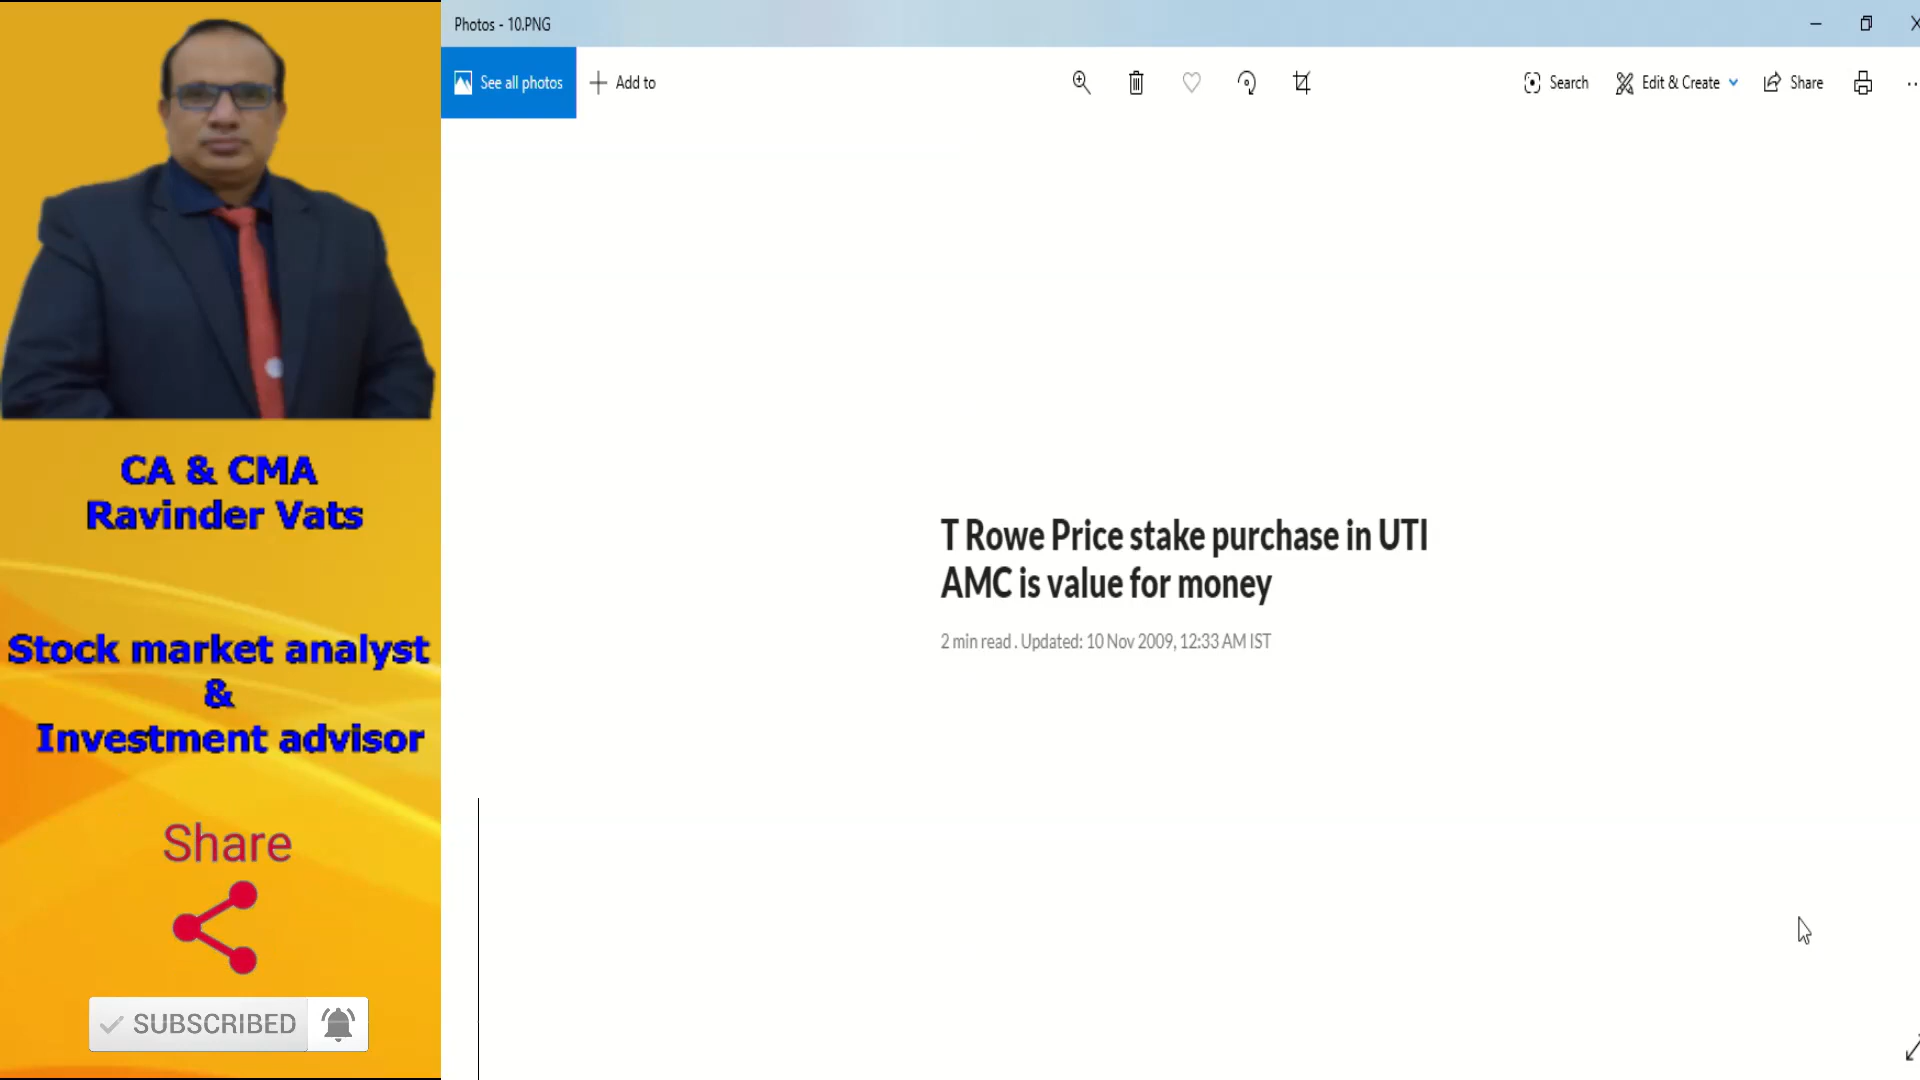 Photos - 10.PNG
See all photos
Add to
Search
Edit & Create
Share
T Rowe Price stake purchase in UTI
AMC is value for money
2 min read . Updated: 10 Nov 2009, 12:33 AM IST
CA & CMA
Ravinder Vats
Stock market analyst
&
Investment advisor
Share
SUBSCRIBED